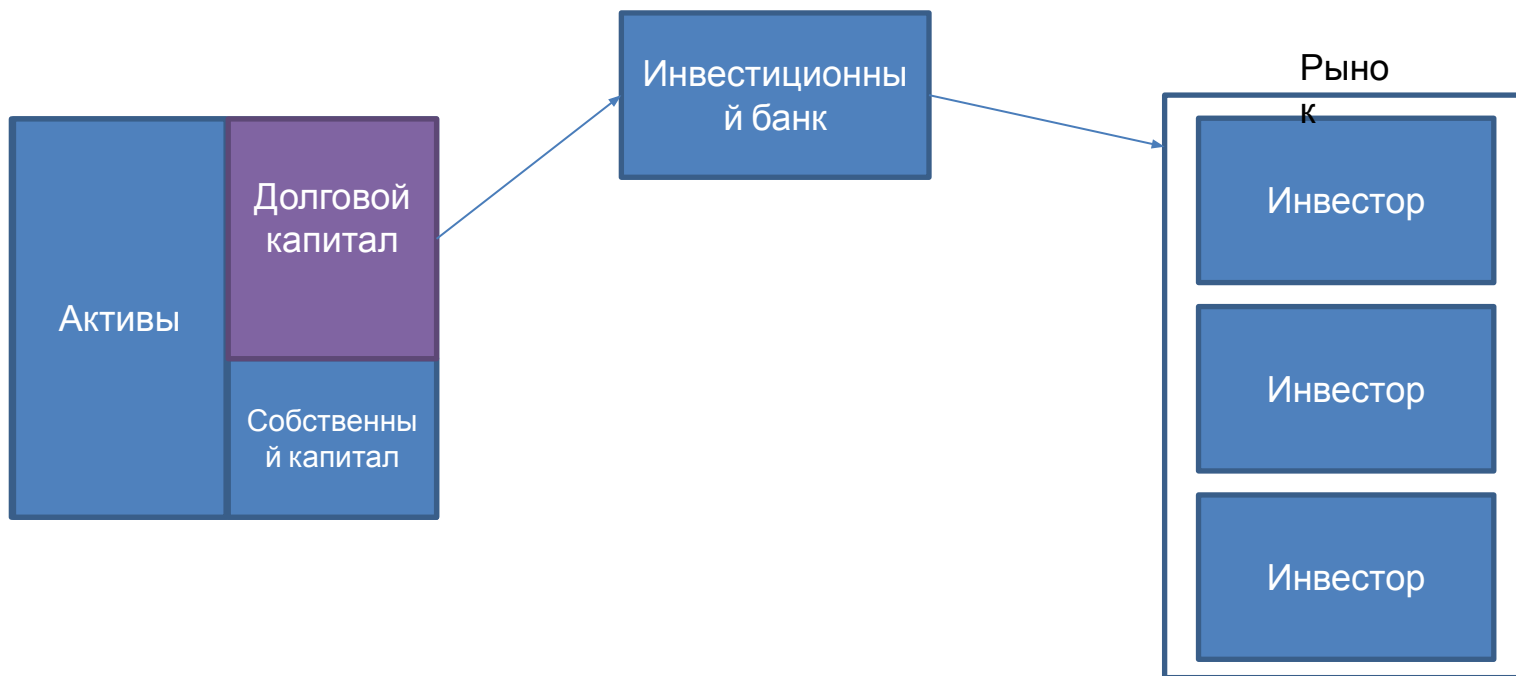 Активы
Долговой
капитал
Собственны
й капитал
Инвестиционны
й банк
Рыно
к
Инвестор
Инвестор
Инвестор